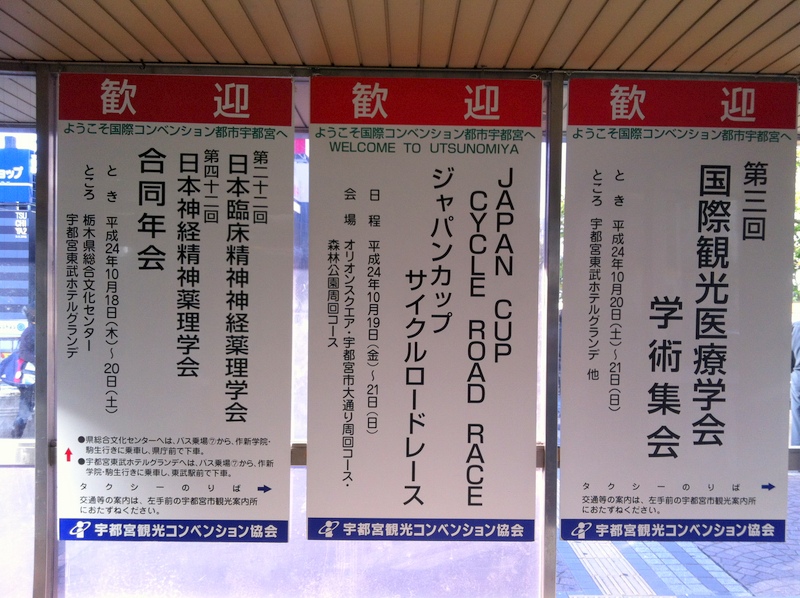 歓迎
ようこそ国際コンベンション都市宇都宮へ
第二十二回
日本臨床精神神経薬理学会
第四十二回
日本神経精神薬理学会
合同年会
とき 平成24年10月18日(木)〜20日(土)
ところ 栃木県総合文化センター
宇都宮東武ホテルグランデ
●県総合文化センターへは、バス乗場⑦から、作新学院・
駒生行きに乗車し、県庁前で下車。
●宇都宮東武ホテルグランデへは、バス乗場⑦から、作新
学院・駒生行きに乗車し、東武駅前で下車。
タクシーのりば
交通等の案内は、左手前の宇都宮市観光案内所
におたずねください。
宇都宮観光コンベンション協会
歓迎
ようこそ国際コンベンション都市宇都宮へ
WELCOME TO UTSUNOMIYA
JAPAN CUP
CYCLE ROAD RACE
ジャパンカップ
サイクルロードレース
日程 平成24年10月19日(金)〜21日(日)
会場 オリオンスクエア・宇都宮市大通り周回コース・
森林公園周回コース
宇都宮観光コンベンション協会
歓迎
ようこそ国際コンベンション都市宇都宮へ
第三回
国際観光医療学会
学術集会
とき 平成24年10月20日(土)〜21日(日)
ところ 宇都宮東武ホテルグランデ 他
タクシーのりば
交通等の案内は、左手前の宇都宮市観光案内所
におたずねください。
宇都宮観光コンベンション協会